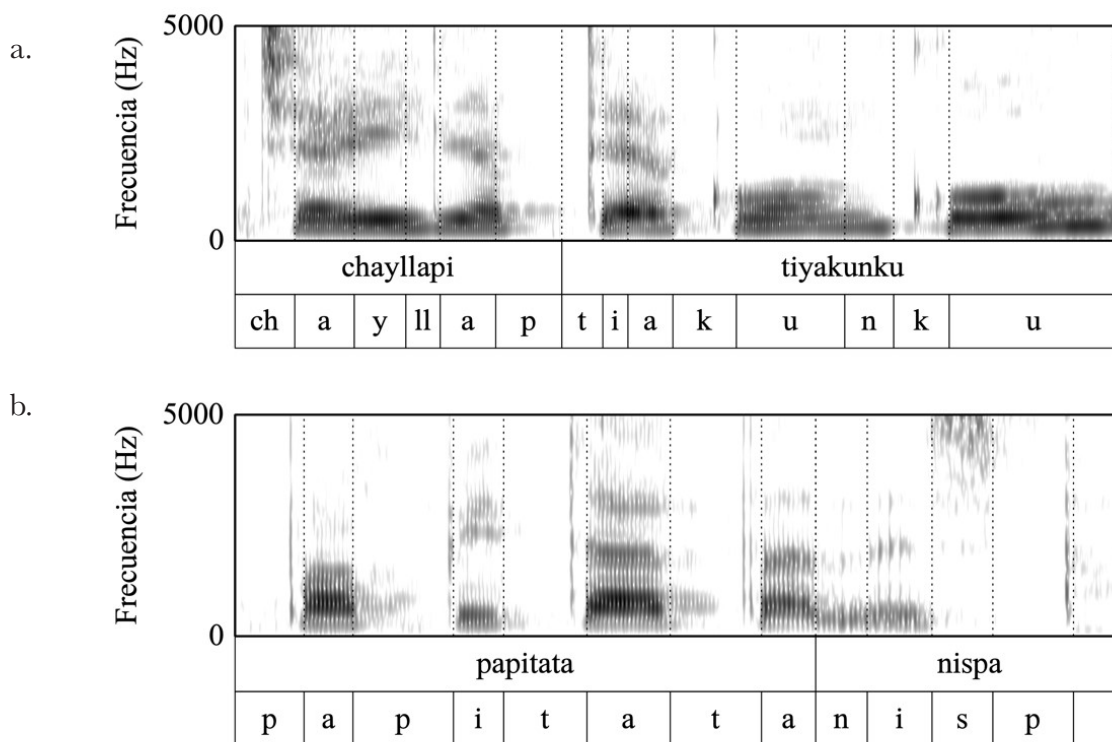 a.
5000
Frecuencia (Hz)
0
chayllapi tiyakunku
ch a y ll a p t i a k u n k u
b.
5000
Frecuencia (Hz)
0
papitata nispa
p a p i t a t a n i s p